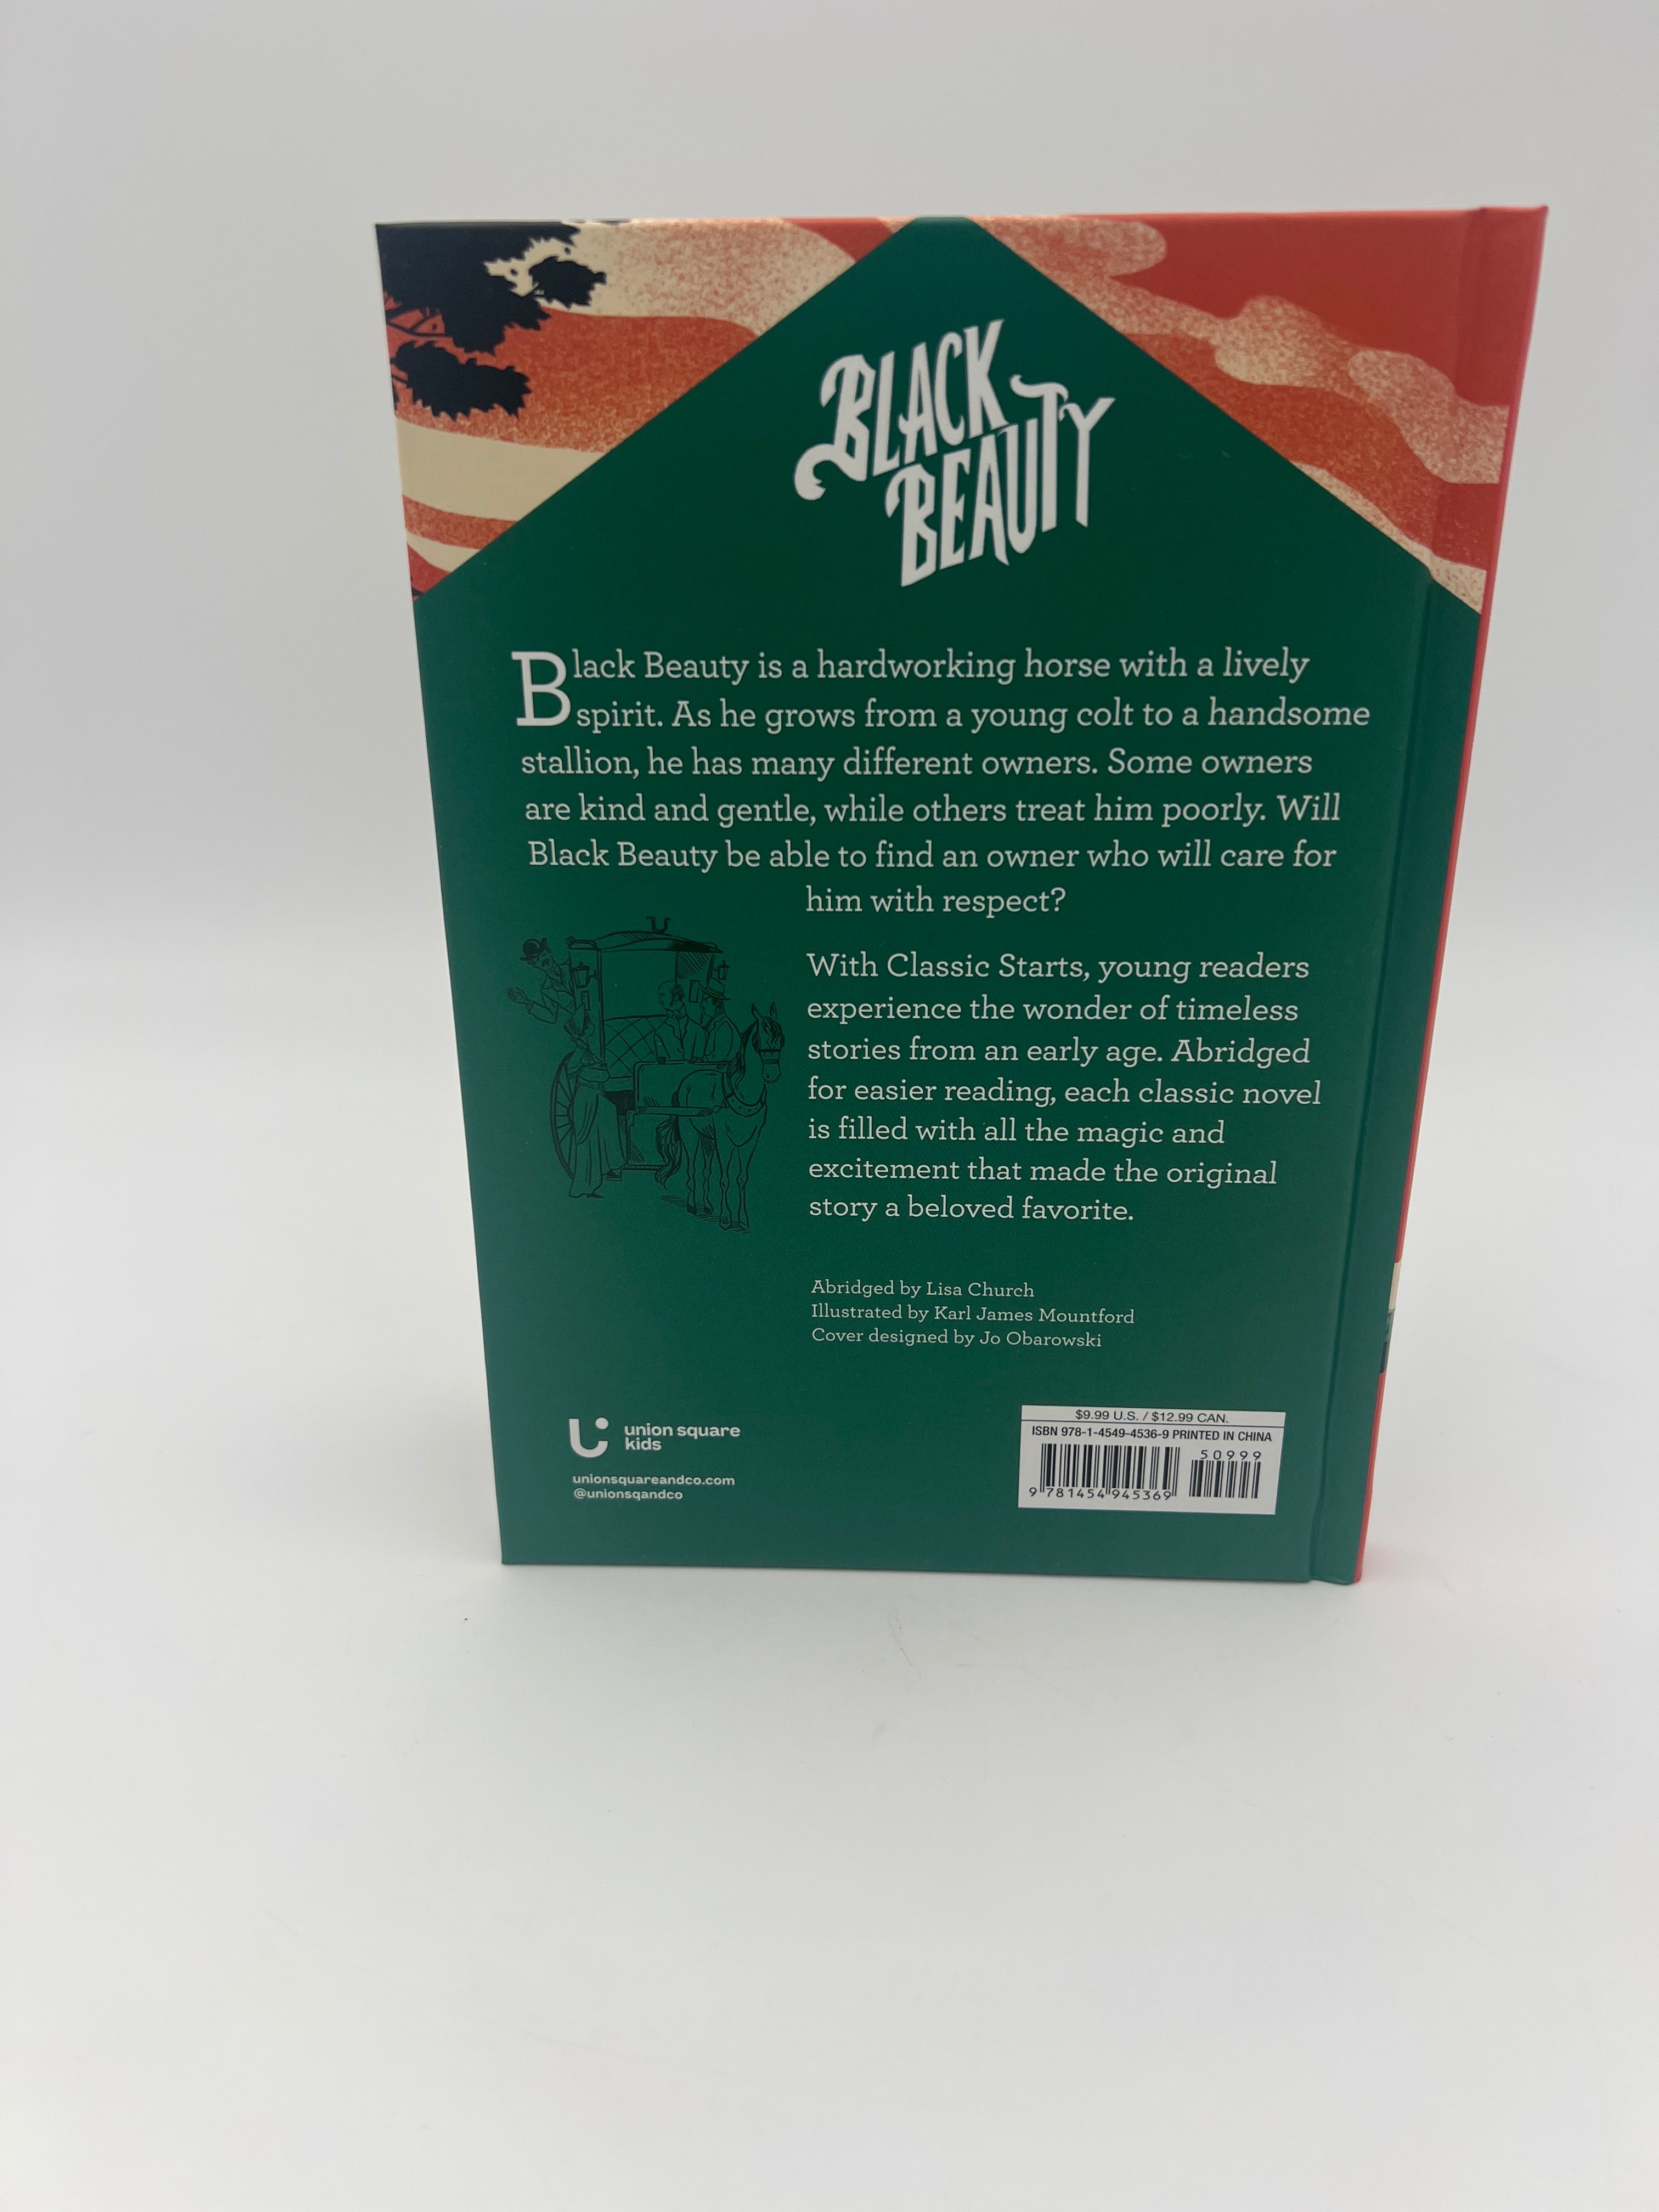 BLACK
BEAUTY
Black Beauty is a hardworking horse with a lively
spirit. As he grows from a young colt to a handsome
stallion, he has many different owners. Some owners
are kind and gentle, while others treat him poorly. Will
Black Beauty be able to find an owner who will care for
him with respect?
With Classic Starts, young readers
experience the wonder of timeless
stories from an early age. Abridged
for easier reading, each classic novel
is filled with all the magic and
excitement that made the original
story a beloved favorite.
Abridged by Lisa Church
Illustrated by Karl James Mountford
Cover designed by Jo Obarowski
union square
kids
unionsquareandco.com
@unionsqandco
$9.99 U.S. / $12.99 CAN.
ISBN 978-1-4549-4536-9 PRINTED IN CHINA
50999
9 781454 945369